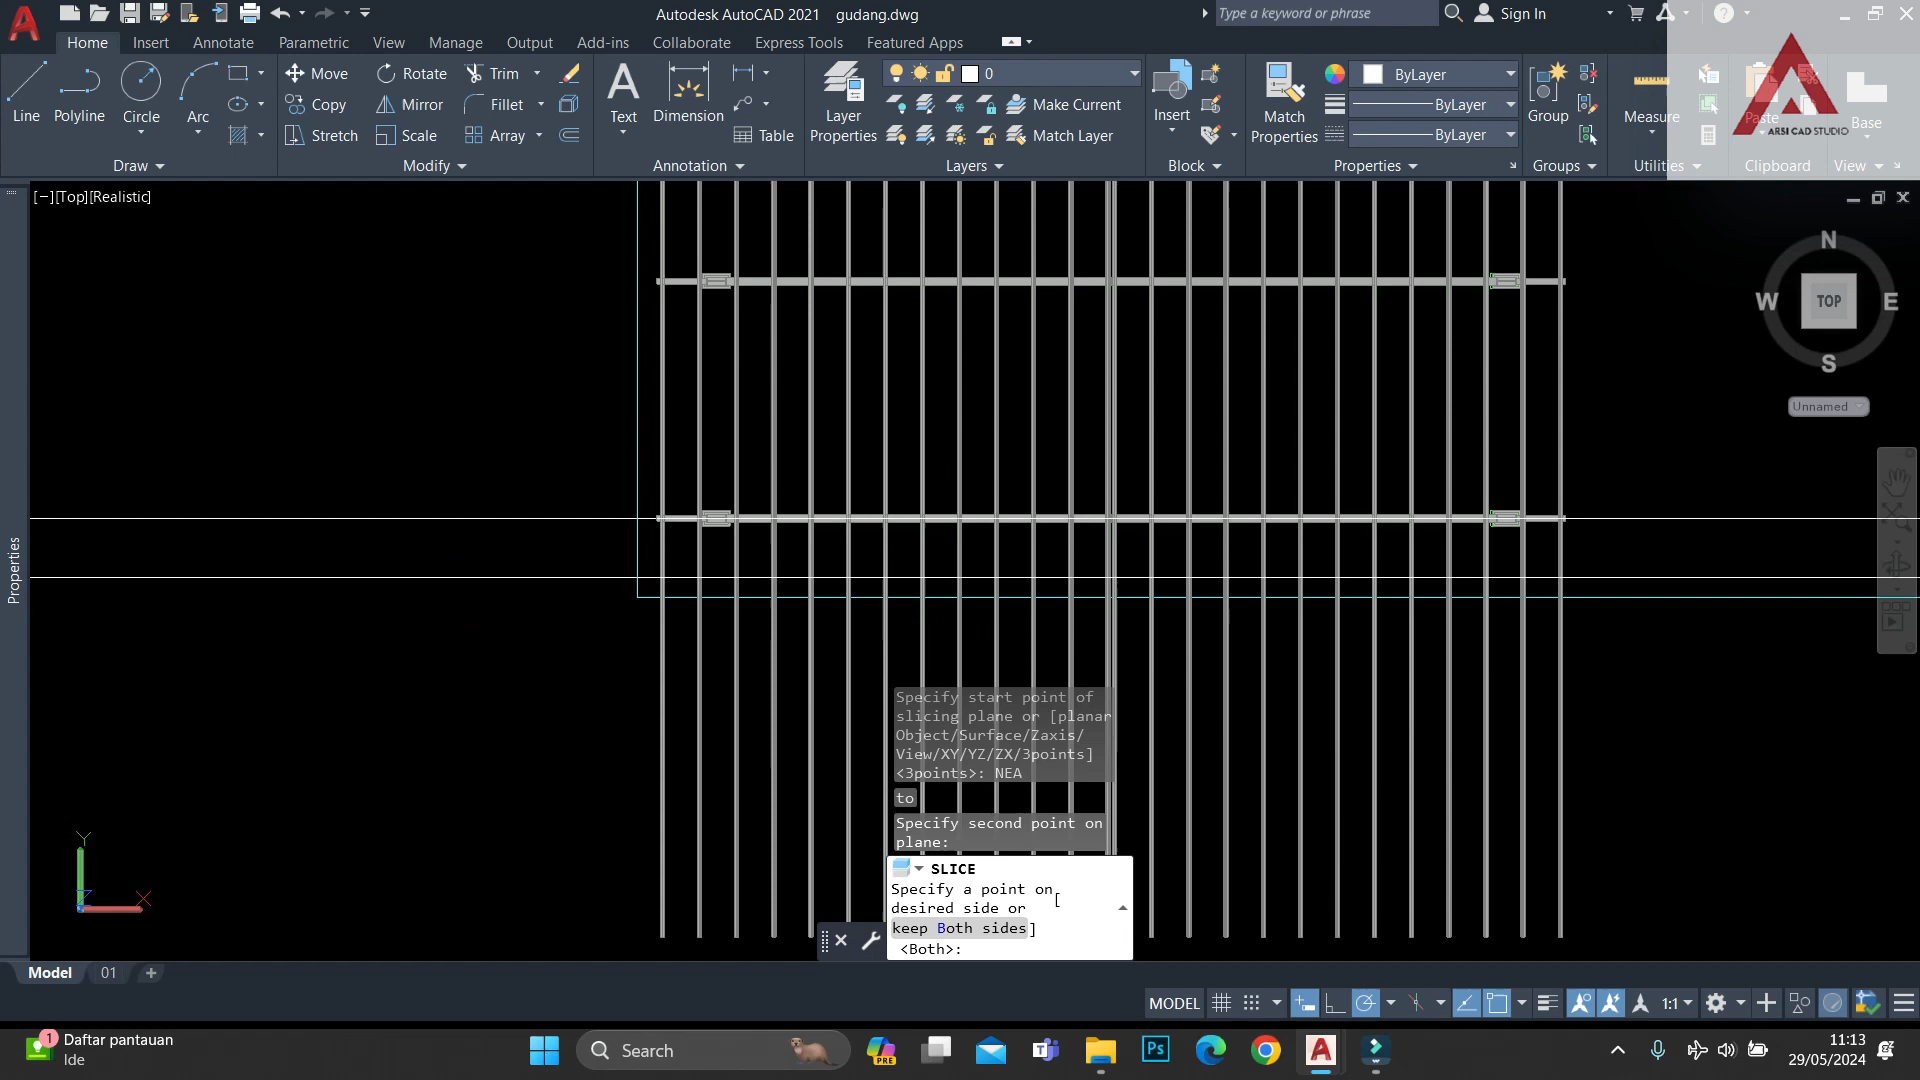 Autodesk AutoCAD 2021 gudang.dwg
Type a keyword or phrase
Sign In
Home Insert Annotate Parametric View Manage Output Add-ins Collaborate Express Tools Featured Apps
Move Rotate Trim
Copy Mirror Fillet
Stretch Scale Array
Line Polyline Circle Arc
Text Dimension
Table
Layer Properties
0
Make Current
Match Layer
Insert
Match Properties
ByLayer
ByLayer
ByLayer
Group
Measure
Paste
Base
ARSI CAD STUDIO
Draw Modify Annotation Layers Block Properties Groups Utilities Clipboard View
[−][Top][Realistic]
N
W TOP E
S
Unnamed
Properties
Specify start point of
slicing plane or [planar
Object/Surface/Zaxis/
View/XY/YZ/ZX/3points]
<3points>: NEA
to
Specify second point on
plane:
SLICE
Specify a point on
desired side or [
keep Both sides]
<Both>:
Y
Z
X
Model 01
MODEL
1:1
1
Daftar pantauan
Ide
Search
PRE
Ps
11:13
29/05/2024